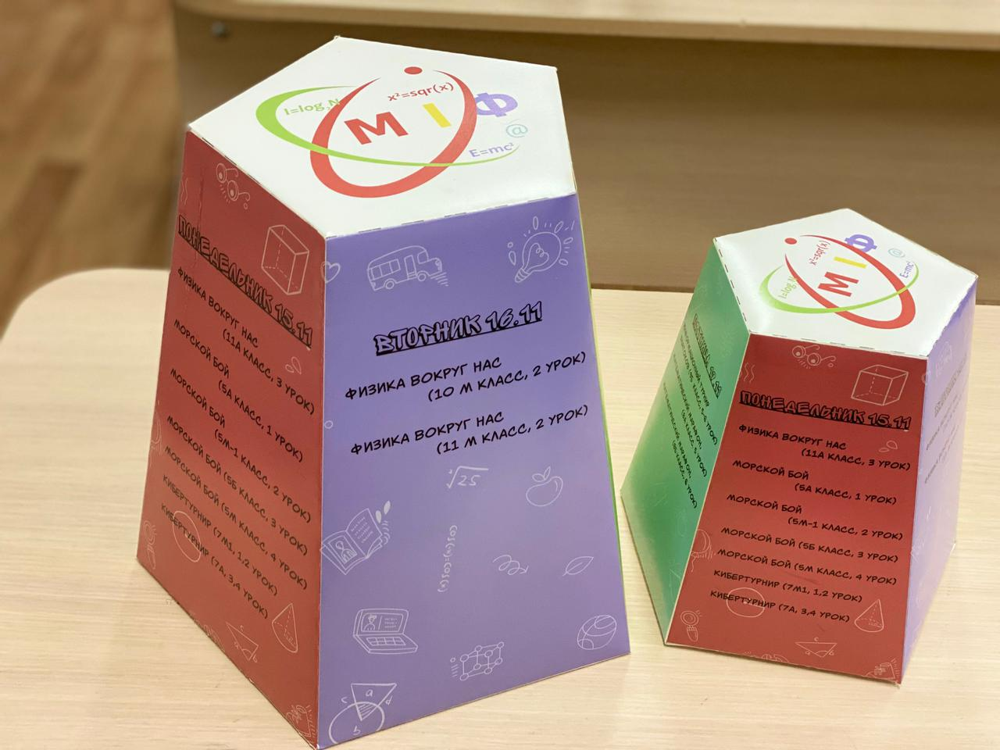 I=log₂N
x²=sqr(x)
М І Ф
@
E=mc²
ПОНЕДЕЛЬНИК 15.11
ФИЗИКА ВОКРУГ НАС
(11А КЛАСС, 3 УРОК)
МОРСКОЙ БОЙ
(5А КЛАСС, 1 УРОК)
МОРСКОЙ БОЙ
(5М-1 КЛАСС, 2 УРОК)
МОРСКОЙ БОЙ (5Б КЛАСС, 3 УРОК)
МОРСКОЙ БОЙ (5М КЛАСС, 4 УРОК)
КИБЕРТУРНИР (7М1, 1,2 УРОК)
КИБЕРТУРНИР (7А, 3,4 УРОК)
ВТОРНИК 16.11
ФИЗИКА ВОКРУГ НАС
(10 М КЛАСС, 2 УРОК)
ФИЗИКА ВОКРУГ НАС
(11 М КЛАСС, 2 УРОК)
√25
a
c
b
I=log N
x²=sqr(x)
М І Ф
@
E=mc²
ПОНЕДЕЛЬНИК 15.11
ФИЗИКА ВОКРУГ НАС
(11А КЛАСС, 3 УРОК)
МОРСКОЙ БОЙ
(5А КЛАСС, 1 УРОК)
МОРСКОЙ БОЙ
(5М-1 КЛАСС, 2 УРОК)
МОРСКОЙ БОЙ (5Б КЛАСС, 3 УРОК)
МОРСКОЙ БОЙ (5М КЛАСС, 4 УРОК)
КИБЕРТУРНИР (7М1, 1,2 УРОК)
КИБЕРТУРНИР (7А, 3,4 УРОК)